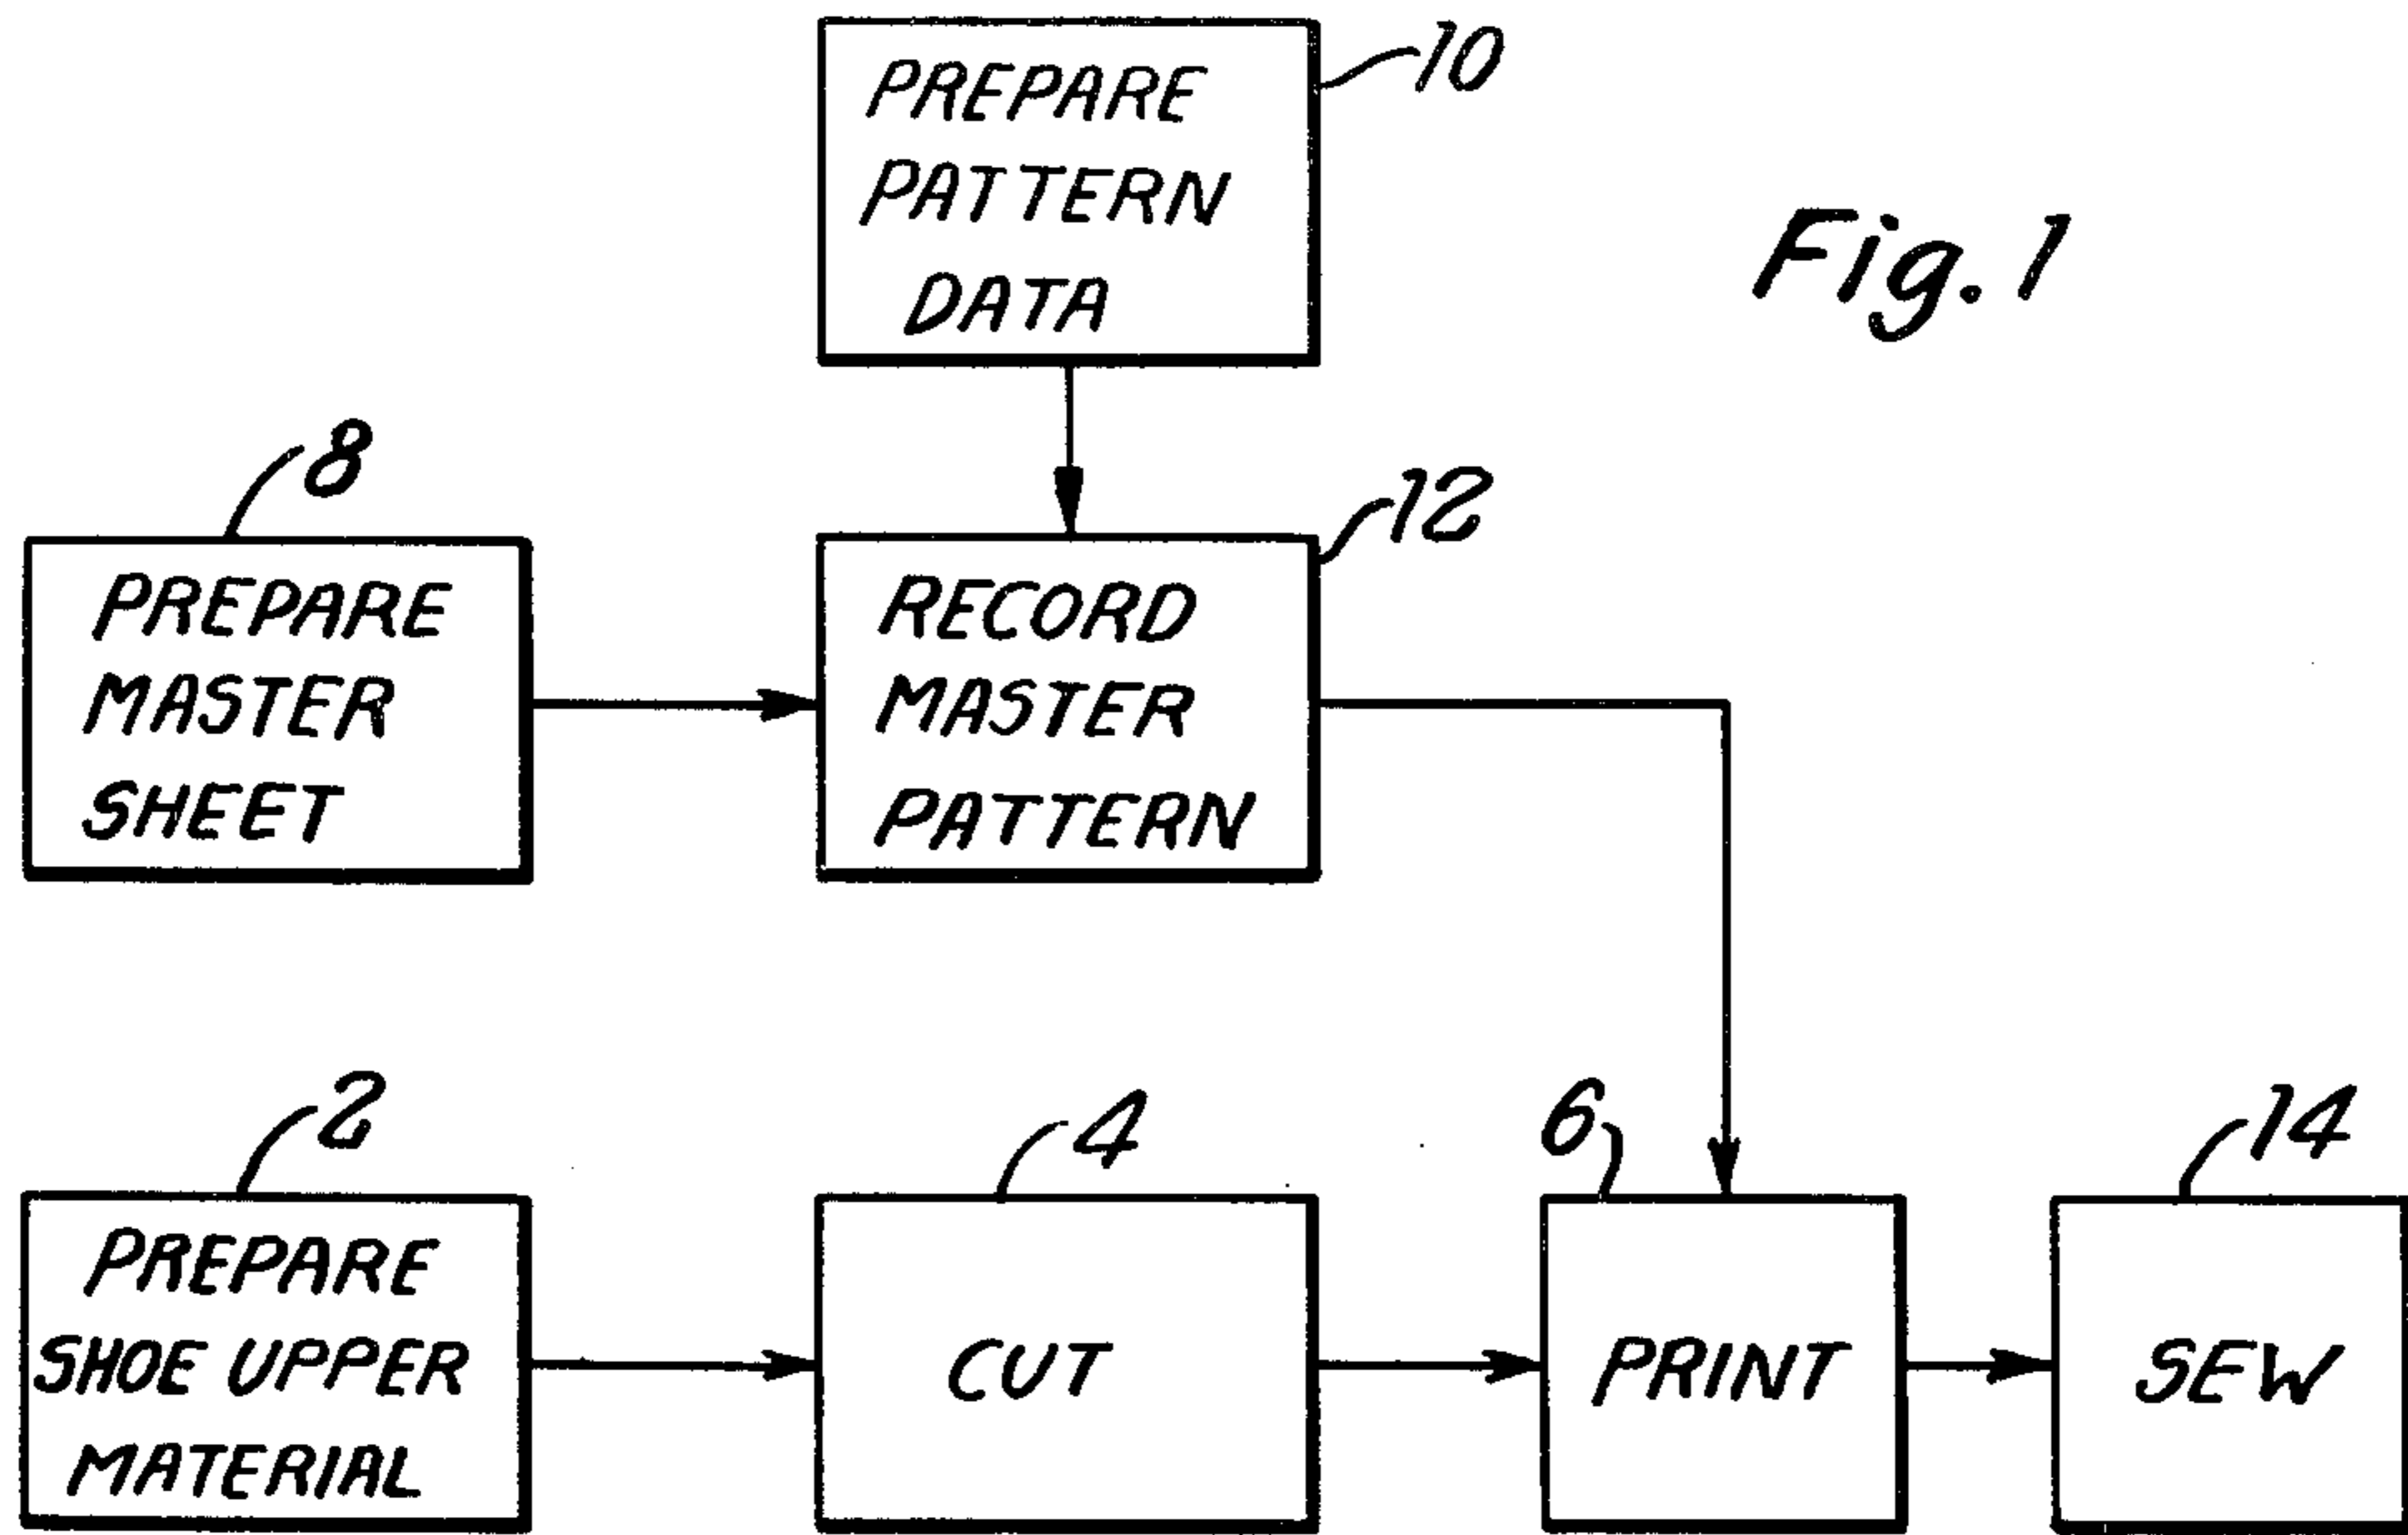 10
PREPARE
PATTERN
DATA
Fig. 1
8
PREPARE
MASTER
SHEET
12
RECORD
MASTER
PATTERN
2
PREPARE
SHOE UPPER
MATERIAL
4
CUT
6
PRINT
14
SEW